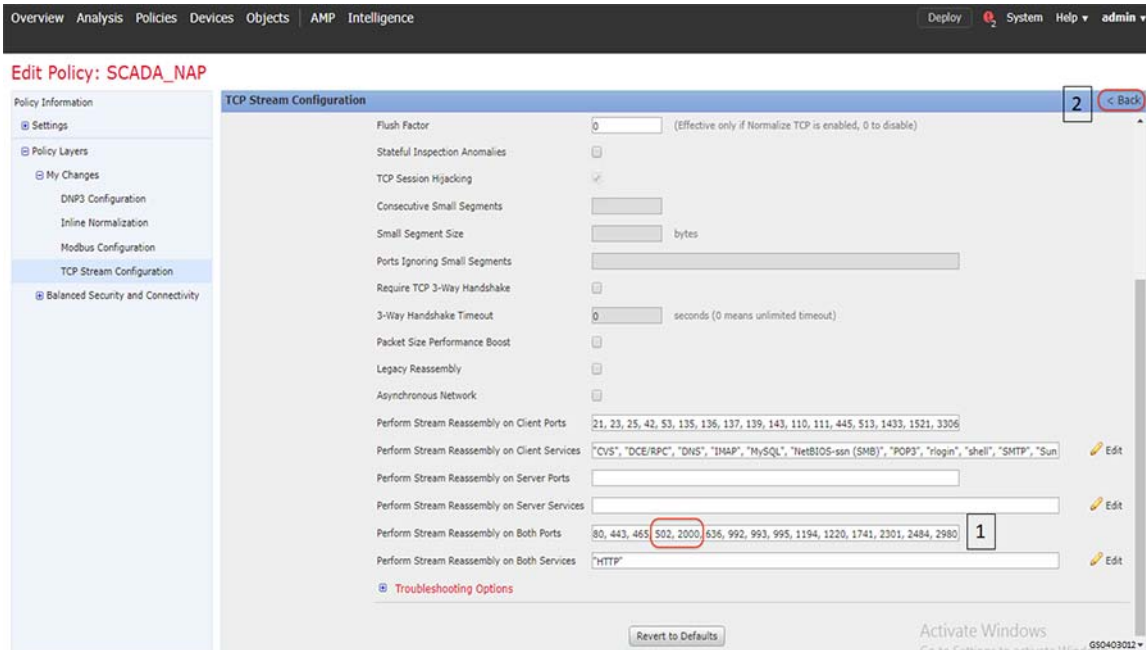 Overview Analysis Policies Devices Objects AMP Intelligence Deploy 2 System Help admin
Edit Policy: SCADA_NAP
Policy Information
Settings
Policy Layers
My Changes
DNP3 Configuration
Inline Normalization
Modbus Configuration
TCP Stream Configuration
Balanced Security and Connectivity
TCP Stream Configuration 2 < Back
Flush Factor 0 (Effective only if Normalize TCP is enabled, 0 to disable)
Stateful Inspection Anomalies
TCP Session Hijacking
Consecutive Small Segments
Small Segment Size bytes
Ports Ignoring Small Segments
Require TCP 3-Way Handshake
3-Way Handshake Timeout 0 seconds (0 means unlimited timeout)
Packet Size Performance Boost
Legacy Reassembly
Asynchronous Network
Perform Stream Reassembly on Client Ports 21, 23, 25, 42, 53, 135, 136, 137, 139, 143, 110, 111, 445, 513, 1433, 1521, 3306
Perform Stream Reassembly on Client Services "CVS", "DCE/RPC", "DNS", "IMAP", "MySQL", "NetBIOS-ssn (SMB)", "POP3", "rlogin", "shell", "SMTP", "Sun Edit
Perform Stream Reassembly on Server Ports
Perform Stream Reassembly on Server Services Edit
Perform Stream Reassembly on Both Ports 80, 443, 465, 502, 2000, 636, 992, 993, 995, 1194, 1220, 1741, 2301, 2484, 2980 1
Perform Stream Reassembly on Both Services "HTTP" Edit
Troubleshooting Options
Revert to Defaults
Activate Windows
Go to Settings to activate
GS0403012